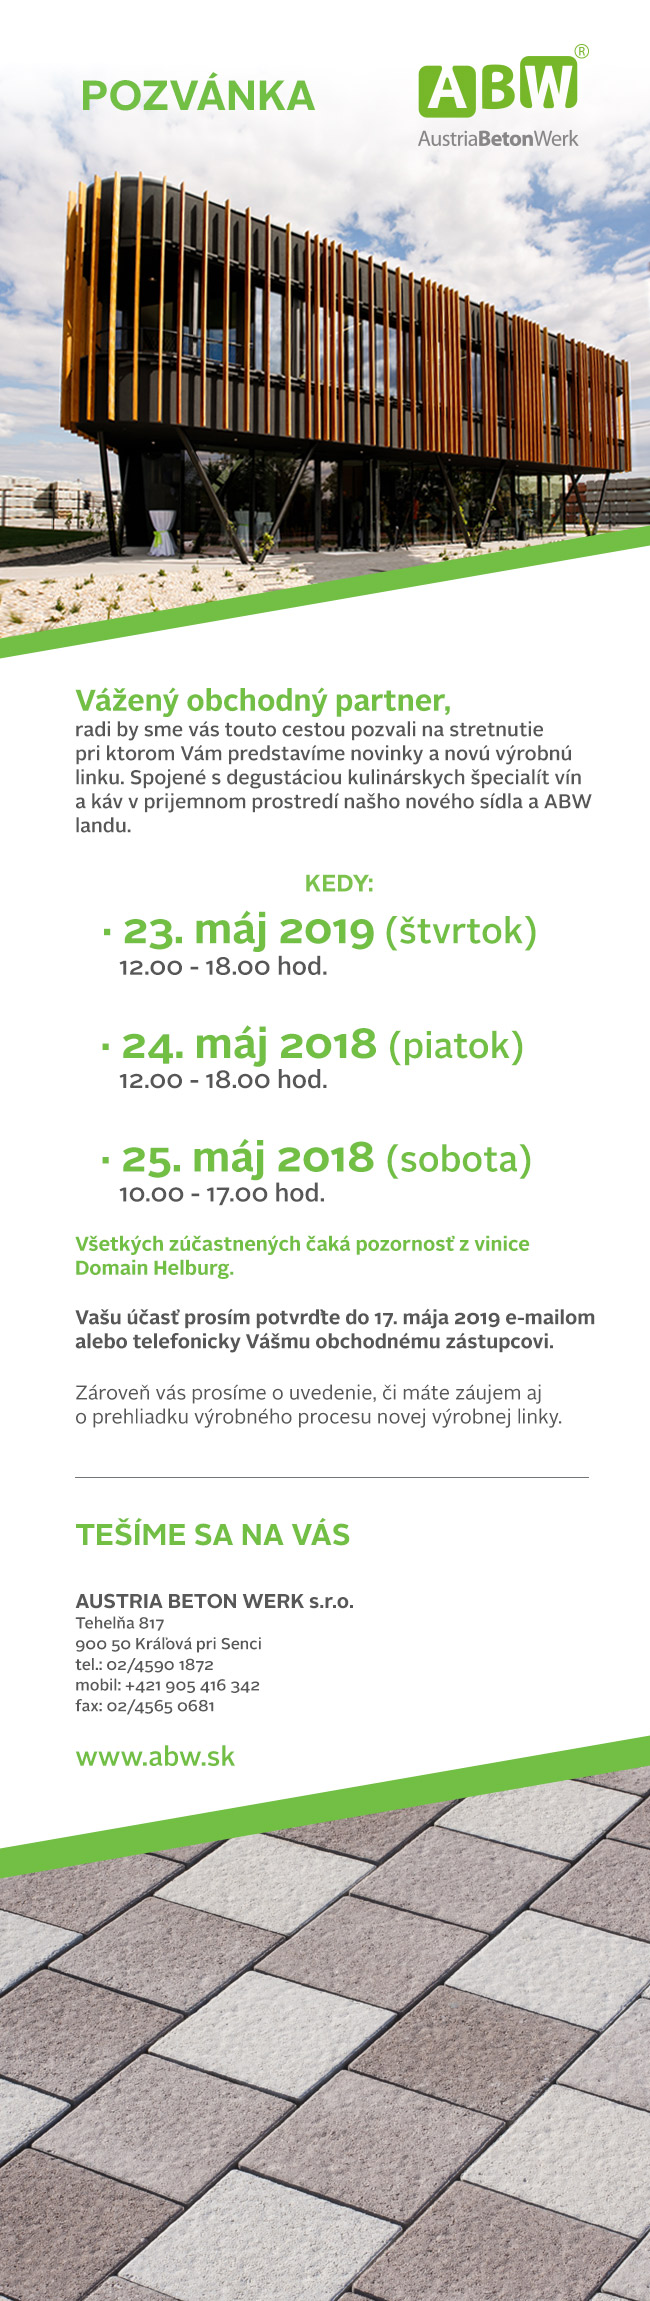 POZVÁNKA
ABW®
AustriaBetonWerk
Vážený obchodný partner,
radi by sme vás touto cestou pozvali na stretnutie
pri ktorom Vám predstavíme novinky a novú výrobnú
linku. Spojené s degustáciou kulinárskych špecialít vín
a káv v prijemnom prostredí našho nového sídla a ABW
landu.
KEDY:
· 23. máj 2019 (štvrtok)
12.00 - 18.00 hod.
· 24. máj 2018 (piatok)
12.00 - 18.00 hod.
· 25. máj 2018 (sobota)
10.00 - 17.00 hod.
Všetkých zúčastnených čaká pozornosť z vinice
Domain Helburg.
Vašu účasť prosím potvrďte do 17. mája 2019 e-mailom
alebo telefonicky Vášmu obchodnému zástupcovi.
Zároveň vás prosíme o uvedenie, či máte záujem aj
o prehliadku výrobného procesu novej výrobnej linky.
TEŠÍME SA NA VÁS
AUSTRIA BETON WERK s.r.o.
Tehelňa 817
900 50 Kráľová pri Senci
tel.: 02/4590 1872
mobil: +421 905 416 342
fax: 02/4565 0681
www.abw.sk